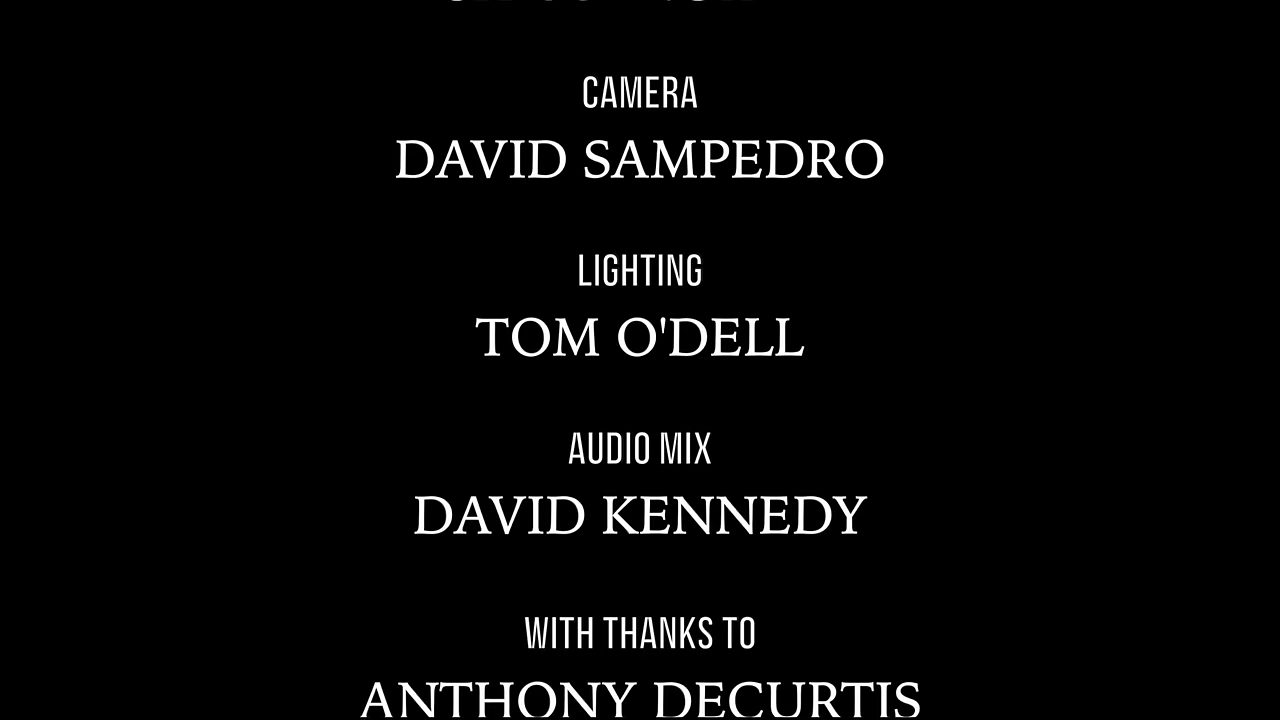 CAMERA
DAVID SAMPEDRO
LIGHTING
TOM O'DELL
AUDIO MIX
DAVID KENNEDY
WITH THANKS TO
ANTHONY DECURTIS